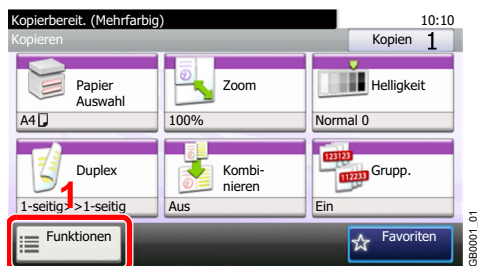 Kopierbereit. (Mehrfarbig) 10:10
Kopieren Kopien 1
Papier Auswahl
A4
Zoom
100%
Helligkeit
Normal 0
Duplex
1-seitig>>1-seitig
Kombi-
nieren
Aus
123123
112233
Grupp.
Ein
1
Funktionen
Favoriten
GB0001_01